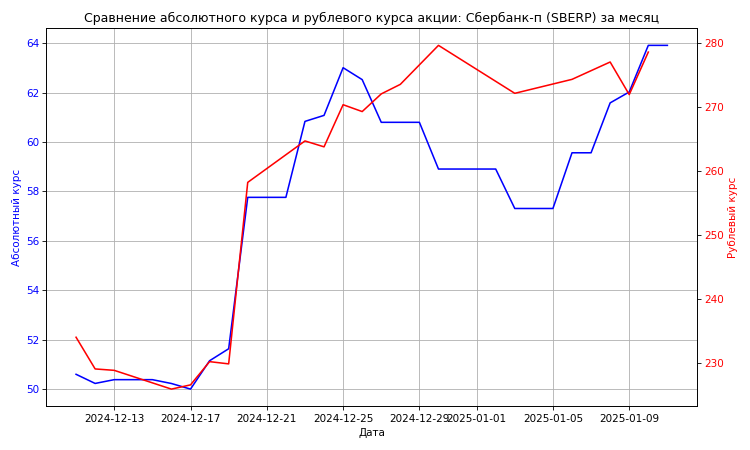 Сравнение абсолютного курса и рублевого курса акции: Сбербанк-п (SBERP) за месяц
Абсолютный курс
64
62
60
58
56
54
52
50
280
270
260
250
240
230
Рублевый курс
2024-12-13 2024-12-17 2024-12-21 2024-12-25 2024-12-29 2025-01-01 2025-01-05 2025-01-09
Дата